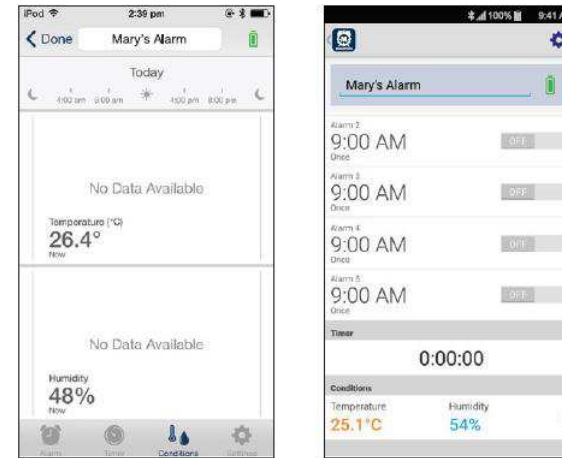 iPod 2:39 pm
Done Mary's Alarm
Today
4:00 am 8:00 am 4:00 pm 8:00 pm
No Data Available
Temperature (°C)
26.4°
Now
No Data Available
Humidity
48%
Now
Alarm Timer Conditions Settings
100% 9:41 A
Mary's Alarm
Alarm 2
9:00 AM OFF
Once
Alarm 3
9:00 AM OFF
Once
Alarm 4
9:00 AM OFF
Once
Alarm 5
9:00 AM OFF
Once
Timer
0:00:00
Conditions
Temperature Humidity
25.1°C 54%